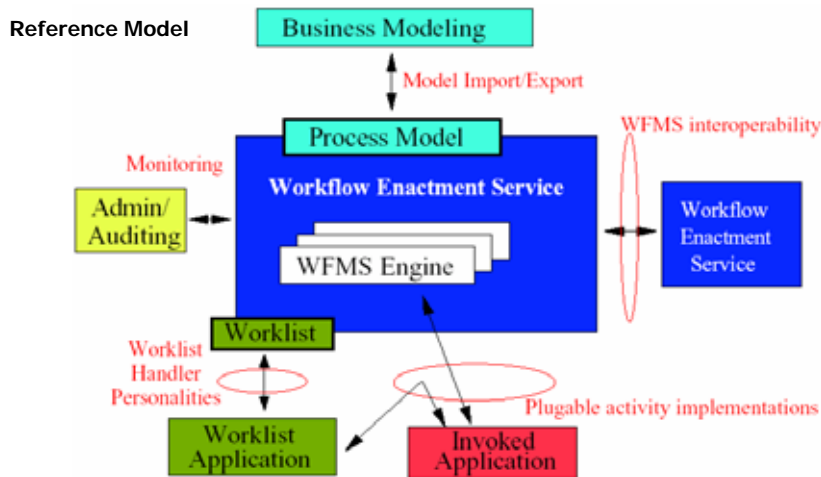 Reference Model
Business Modeling
Model Import/Export
Process Model
WFMS interoperability
Monitoring
Workflow Enactment Service
Admin/
Auditing
WFMS Engine
Workflow
Enactment
Service
Worklist
Worklist
Handler
Personalities
Plugable activity implementations
Worklist
Application
Invoked
Application